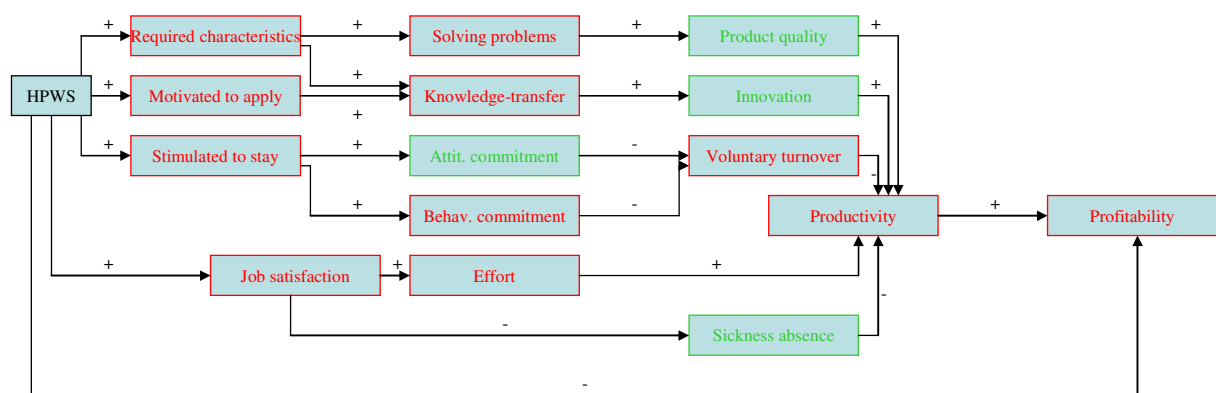 + Required characteristics + Solving problems + Product quality +
+
HPWS + Motivated to apply Knowledge-transfer + Innovation +
+
+ Stimulated to stay + Attit. commitment - Voluntary turnover
-
+ Behav. commitment - Productivity + Profitability
+ Job satisfaction + Effort +
-
- Sickness absence
-